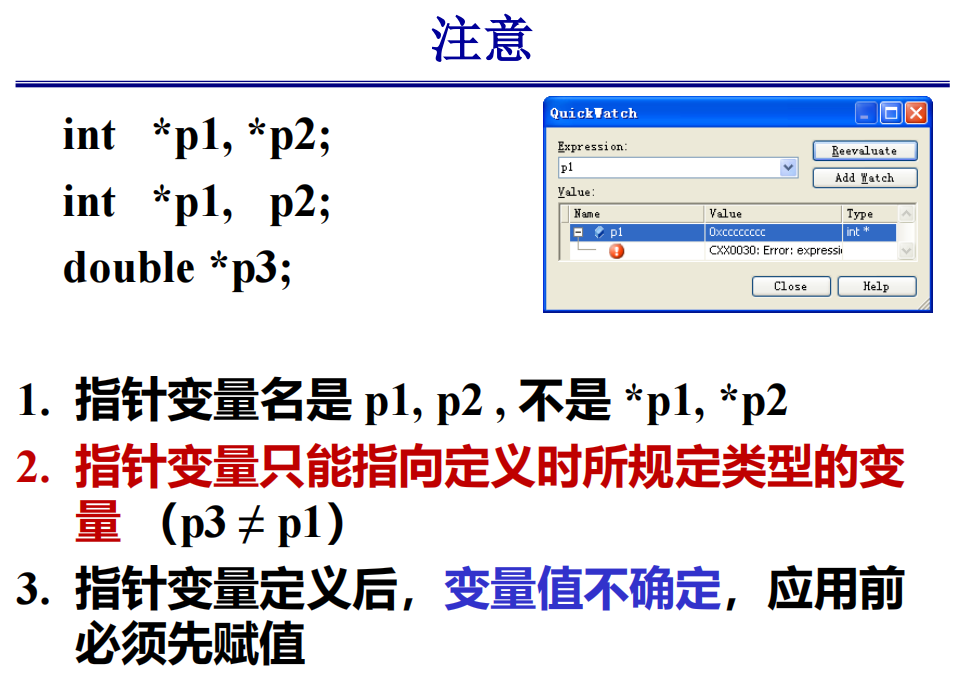 注意
int *p1, *p2;
int *p1, p2;
double *p3;
QuickWatch
Expression:
p1
Reevaluate
Add Watch
Value:
Name Value Type
p1 0xcccccccc int *
CXX0030: Error: expressi
Close Help
1. 指针变量名是 p1, p2 , 不是 *p1, *p2
2. 指针变量只能指向定义时所规定类型的变
量 （p3 ≠ p1）
3. 指针变量定义后，变量值不确定，应用前
必须先赋值